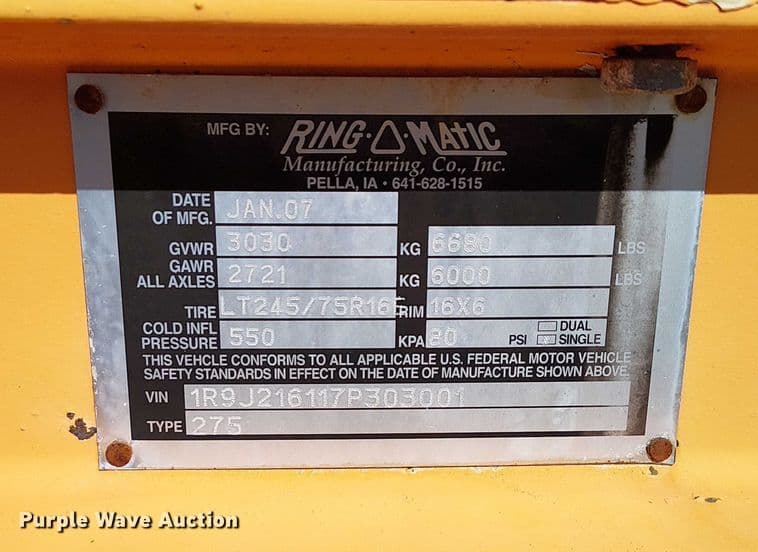 MFG BY: RING-O-MATIC
Manufacturing, Co., Inc.
PELLA, IA • 641-628-1515
DATE OF MFG. JAN.07
GVWR 3030 KG 6680 LBS
GAWR ALL AXLES 2721 KG 6000 LBS
TIRE LT245/75R16E RIM 16X6
COLD INFL PRESSURE 550 KPA 80 PSI DUAL SINGLE
THIS VEHCLE CONFORMS TO ALL APPLICABLE U.S. FEDERAL MOTOR VEHICLE
SAFETY STANDARDS IN EFFECT ON THE DATE OF MANUFACTURE SHOWN ABOVE.
VIN 1R9J216117P303001
TYPE 275
Purple Wave Auction